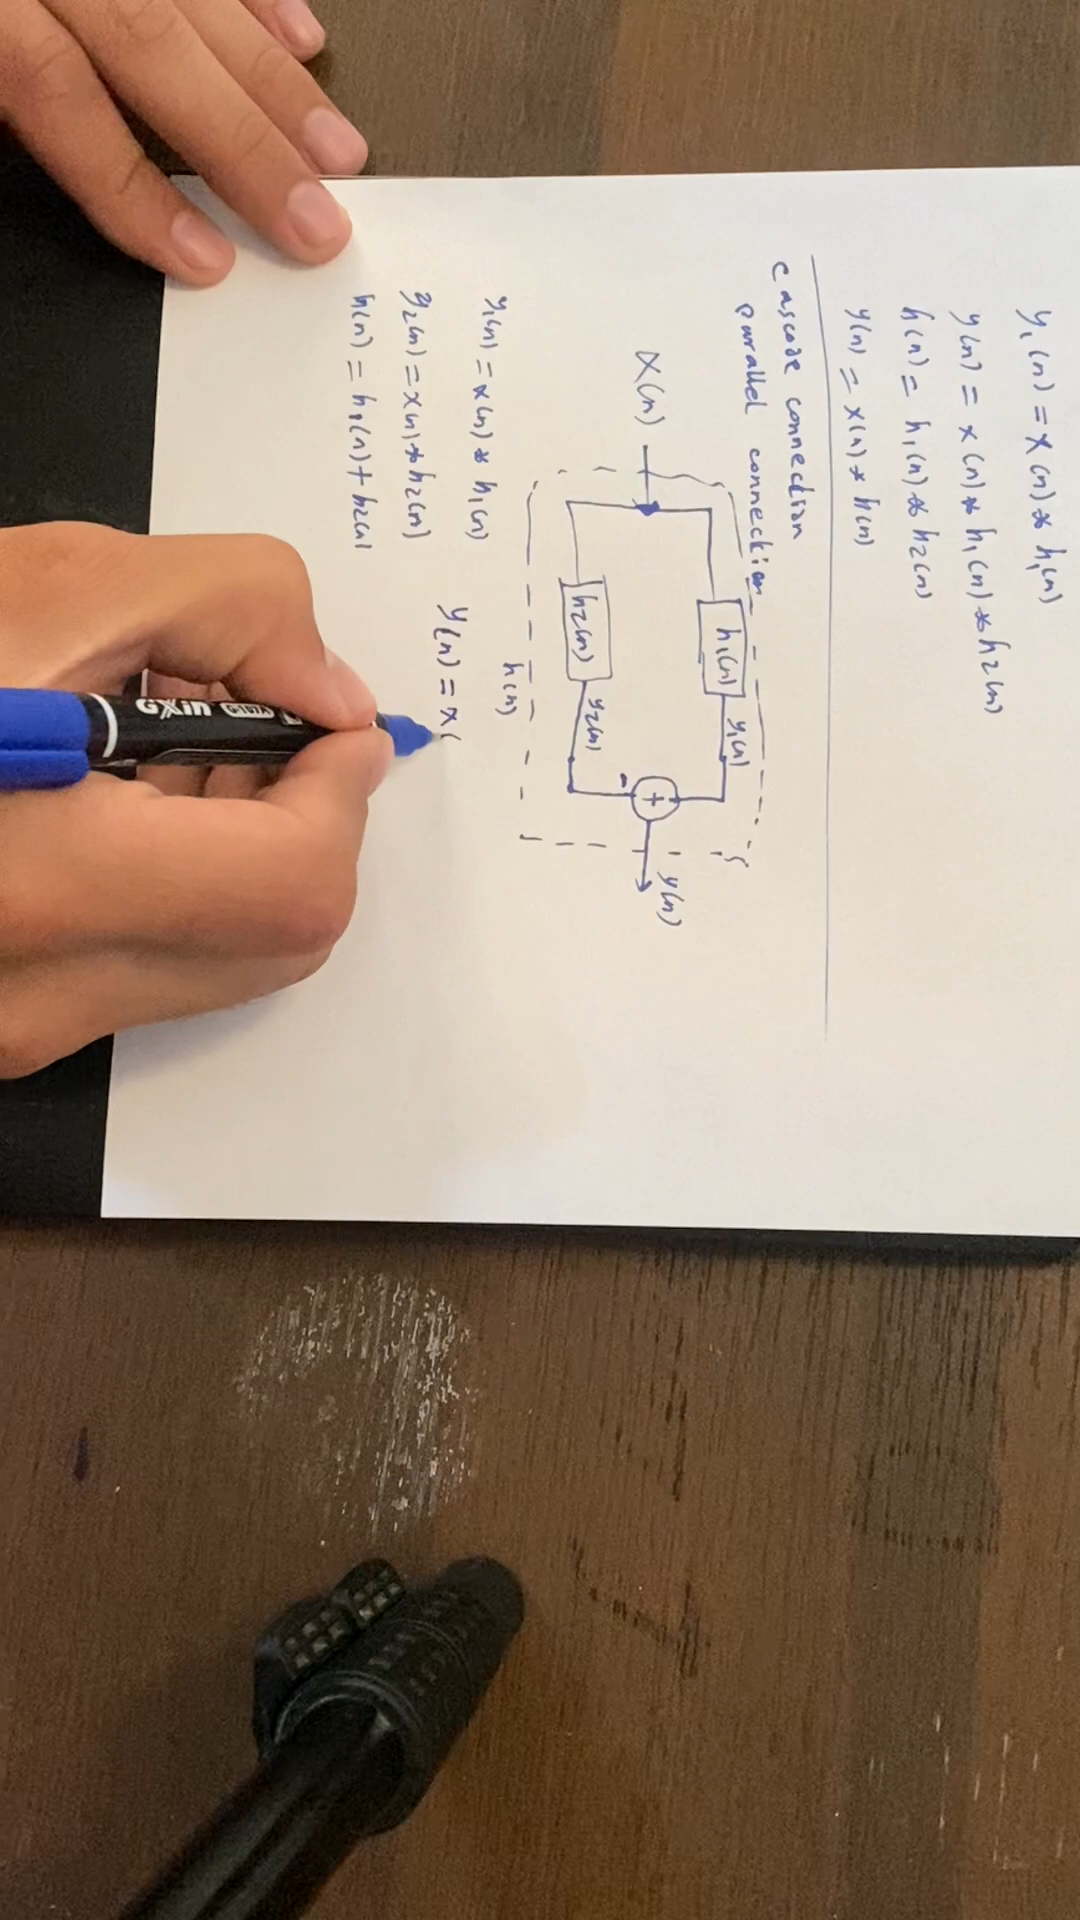 y₁(n) = x(n) * h₁(n)
y(n) = x(n) * h₁(n) * h2(n)
h(n) = h₁(n) * h2(n)
y(n) = x(n) * h(n)
cascade connection
parallel connection
h₁(n)
y₁(n)
X(n)
+
y(n)
-
h2(n)
y2(n)
h(n)
y₁(n) = x(n) * h₁(n)
y2(n) = x(n) * h2(n)
y(n) = x(
h(n) = h₁(n) + h2(n)
GXin G-107A